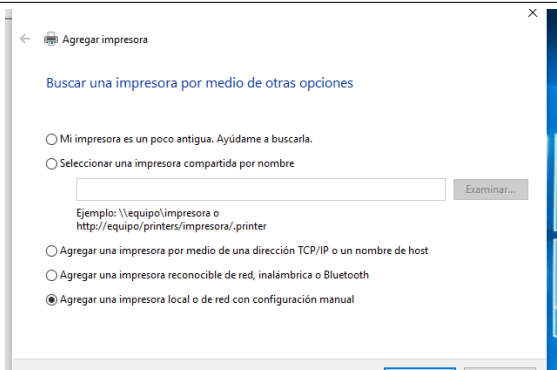 Agregar impresora
Buscar una impresora por medio de otras opciones
Mi impresora es un poco antigua. Ayúdame a buscarla.
Seleccionar una impresora compartida por nombre
Examinar...
Ejemplo: \\equipo\impresora o
http://equipo/printers/impresora/.printer
Agregar una impresora por medio de una dirección TCP/IP o un nombre de host
Agregar una impresora reconocible de red, inalámbrica o Bluetooth
Agregar una impresora local o de red con configuración manual